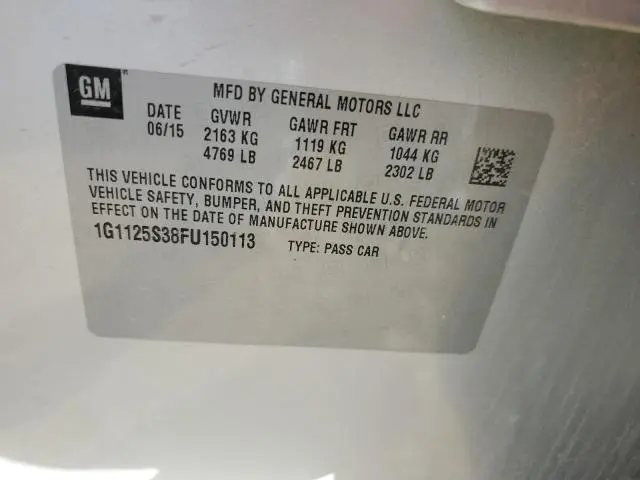 GM
MFD BY GENERAL MOTORS LLC
DATE GVWR GAWR FRT GAWR RR
06/15 2163 KG 1119 KG 1044 KG
4769 LB 2467 LB 2302 LB
THIS VEHICLE CONFORMS TO ALL APPLICABLE U.S. FEDERAL MOTOR
VEHICLE SAFETY, BUMPER, AND THEFT PREVENTION STANDARDS IN
EFFECT ON THE DATE OF MANUFACTURE SHOWN ABOVE.
1G1125S38FU150113 TYPE: PASS CAR